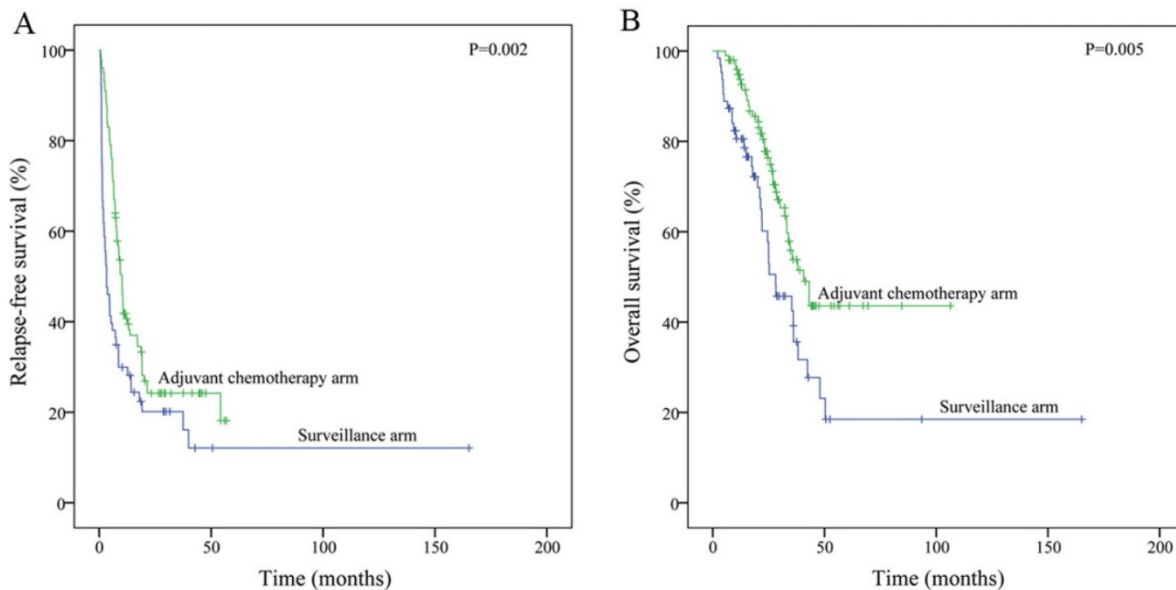 A
P=0.002
Relapse-free survival (%)
100
80
60
40
20
0
Adjuvant chemotherapy arm
Surveillance arm
0 50 100 150 200
Time (months)
B
P=0.005
Overall survival (%)
100
80
60
40
20
0
Adjuvant chemotherapy arm
Surveillance arm
0 50 100 150 200
Time (months)